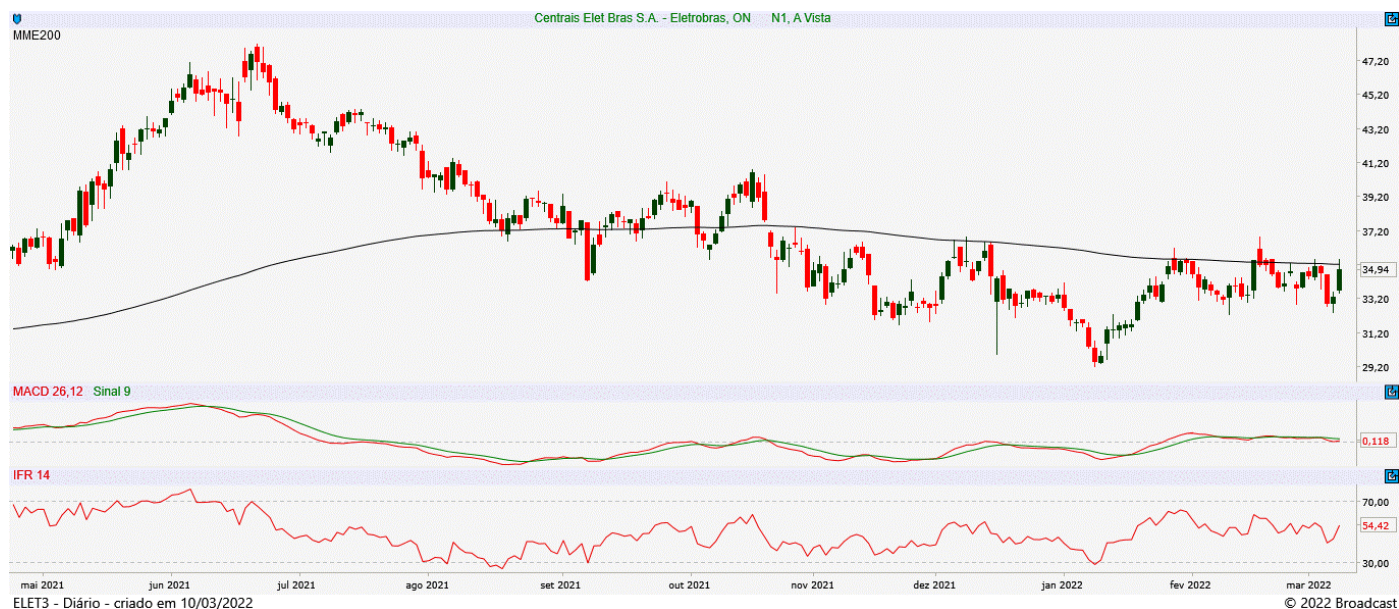 Centrais Elet Bras S.A. - Eletrobras, ON N1, A Vista
MME200
47,20
45,20
43,20
41,20
39,20
37,20
34,94
33,20
31,20
29,20
MACD 26,12 Sinal 9
0,118
IFR 14
70,00
54,42
30,00
mai 2021 jun 2021 jul 2021 ago 2021 set 2021 out 2021 nov 2021 dez 2021 jan 2022 fev 2022 mar 2022
ELET3 - Diário - criado em 10/03/2022 © 2022 Broadcast